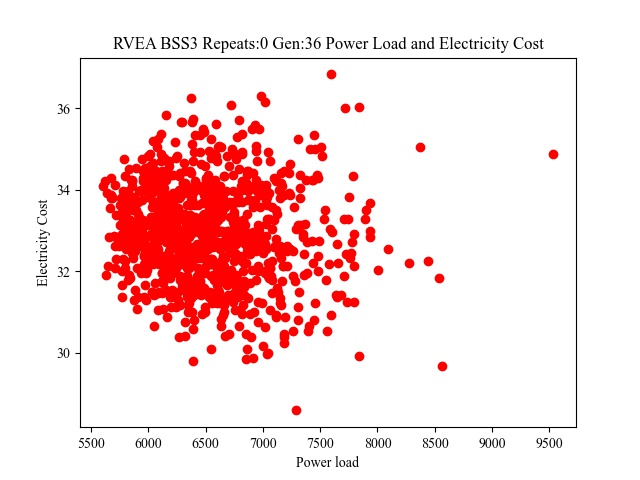 RVEA BSS3 Repeats:0 Gen:36 Power Load and Electricity Cost
36
34
32
30
Electricity Cost
5500 6000 6500 7000 7500 8000 8500 9000 9500
Power load